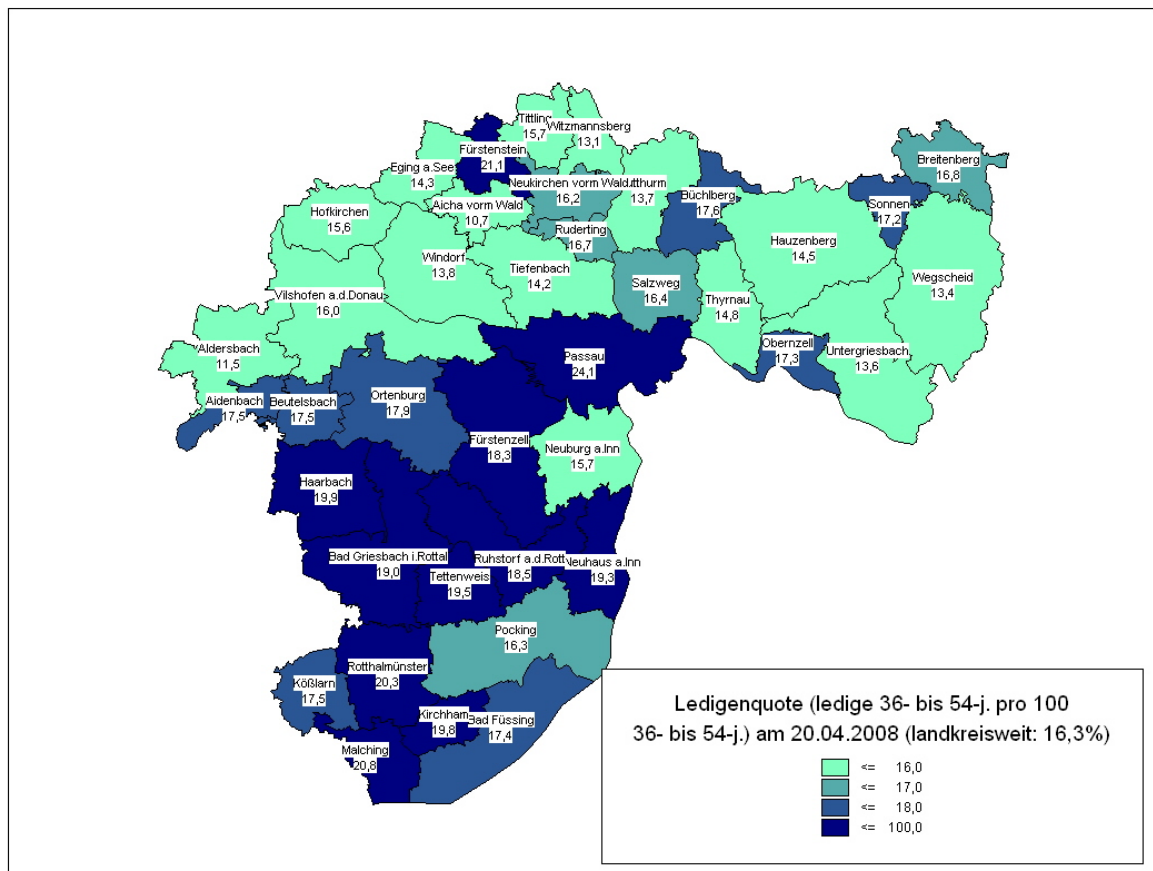 Tittling
15,7
Witzmannsberg
13,1
Fürstenstein
21,1
Eging a.See
14,3
Neukirchen vorm Wald
16,2
utthurm
13,7
Breitenberg
16,8
Büchlberg
17,6
Sonnen
17,2
Aicha vorm Wald
10,7
Hofkirchen
15,6
Ruderting
16,7
Hauzenberg
14,5
Windorf
13,8
Tiefenbach
14,2
Salzweg
16,4
Wegscheid
13,4
Vilshofen a.d.Donau
16,0
Thyrnau
14,8
Aldersbach
11,5
Passau
24,1
Obernzell
17,3
Untergriesbach
13,6
Aidenbach
17,5
Beutelsbach
17,5
Ortenburg
17,9
Fürstenzell
18,3
Neuburg a.Inn
15,7
Haarbach
19,9
Bad Griesbach i.Rottal
19,0
Tettenweis
19,5
Ruhstorf a.d.Rott
18,5
Neuhaus a.Inn
19,3
Pocking
16,3
Rotthalmünster
20,3
Kößlarn
17,5
Kirchham
19,8
Bad Füssing
17,4
Malching
20,8
Ledigenquote (ledige 36- bis 54-j. pro 100
36- bis 54-j.) am 20.04.2008 (landkreisweit: 16,3%)
<= 16,0
<= 17,0
<= 18,0
<= 100,0